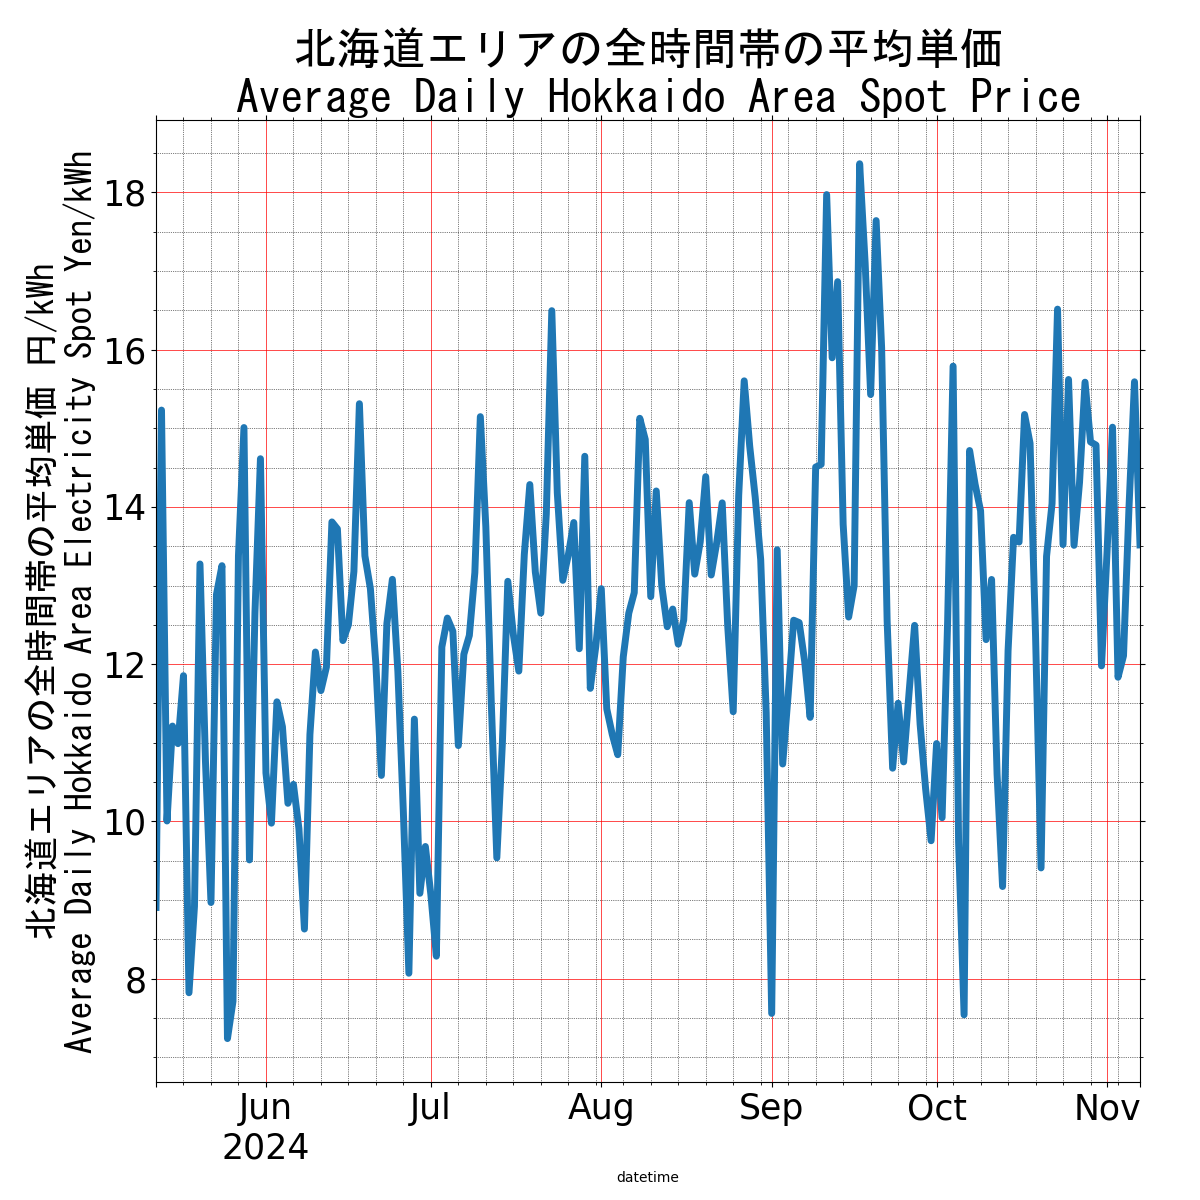 北海道エリアの全時間帯の平均単価
Average Daily Hokkaido Area Spot Price
北海道エリアの全時間帯の平均単価 円/kWh
Average Daily Hokkaido Area Electricity Spot Yen/kWh
18
16
14
12
10
8
Jun
2024
Jul
Aug
Sep
Oct
Nov
datetime